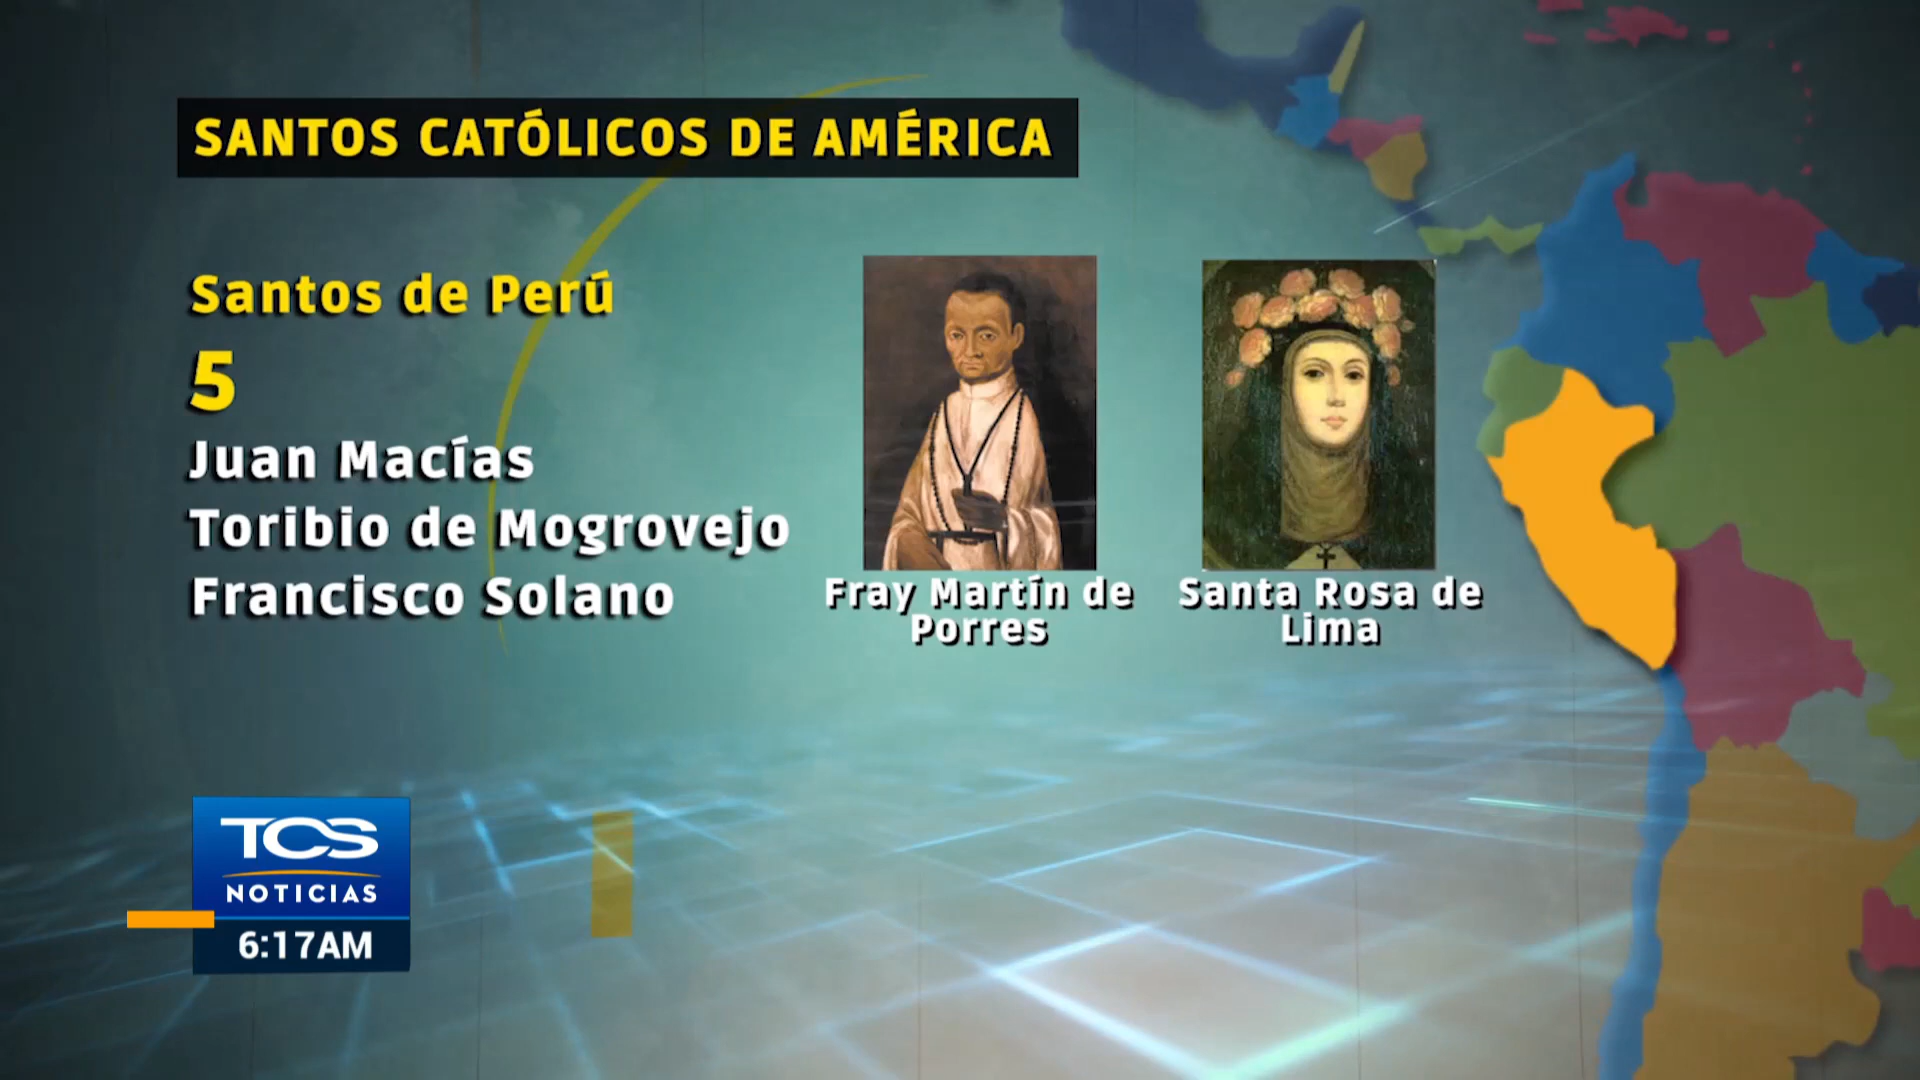 SANTOS CATÓLICOS DE AMÉRICA
Santos de Perú
5
Juan Macías
Toribio de Mogrovejo
Francisco Solano
Fray Martín de
Porres
Santa Rosa de
Lima
TCS
NOTICIAS
6:17AM